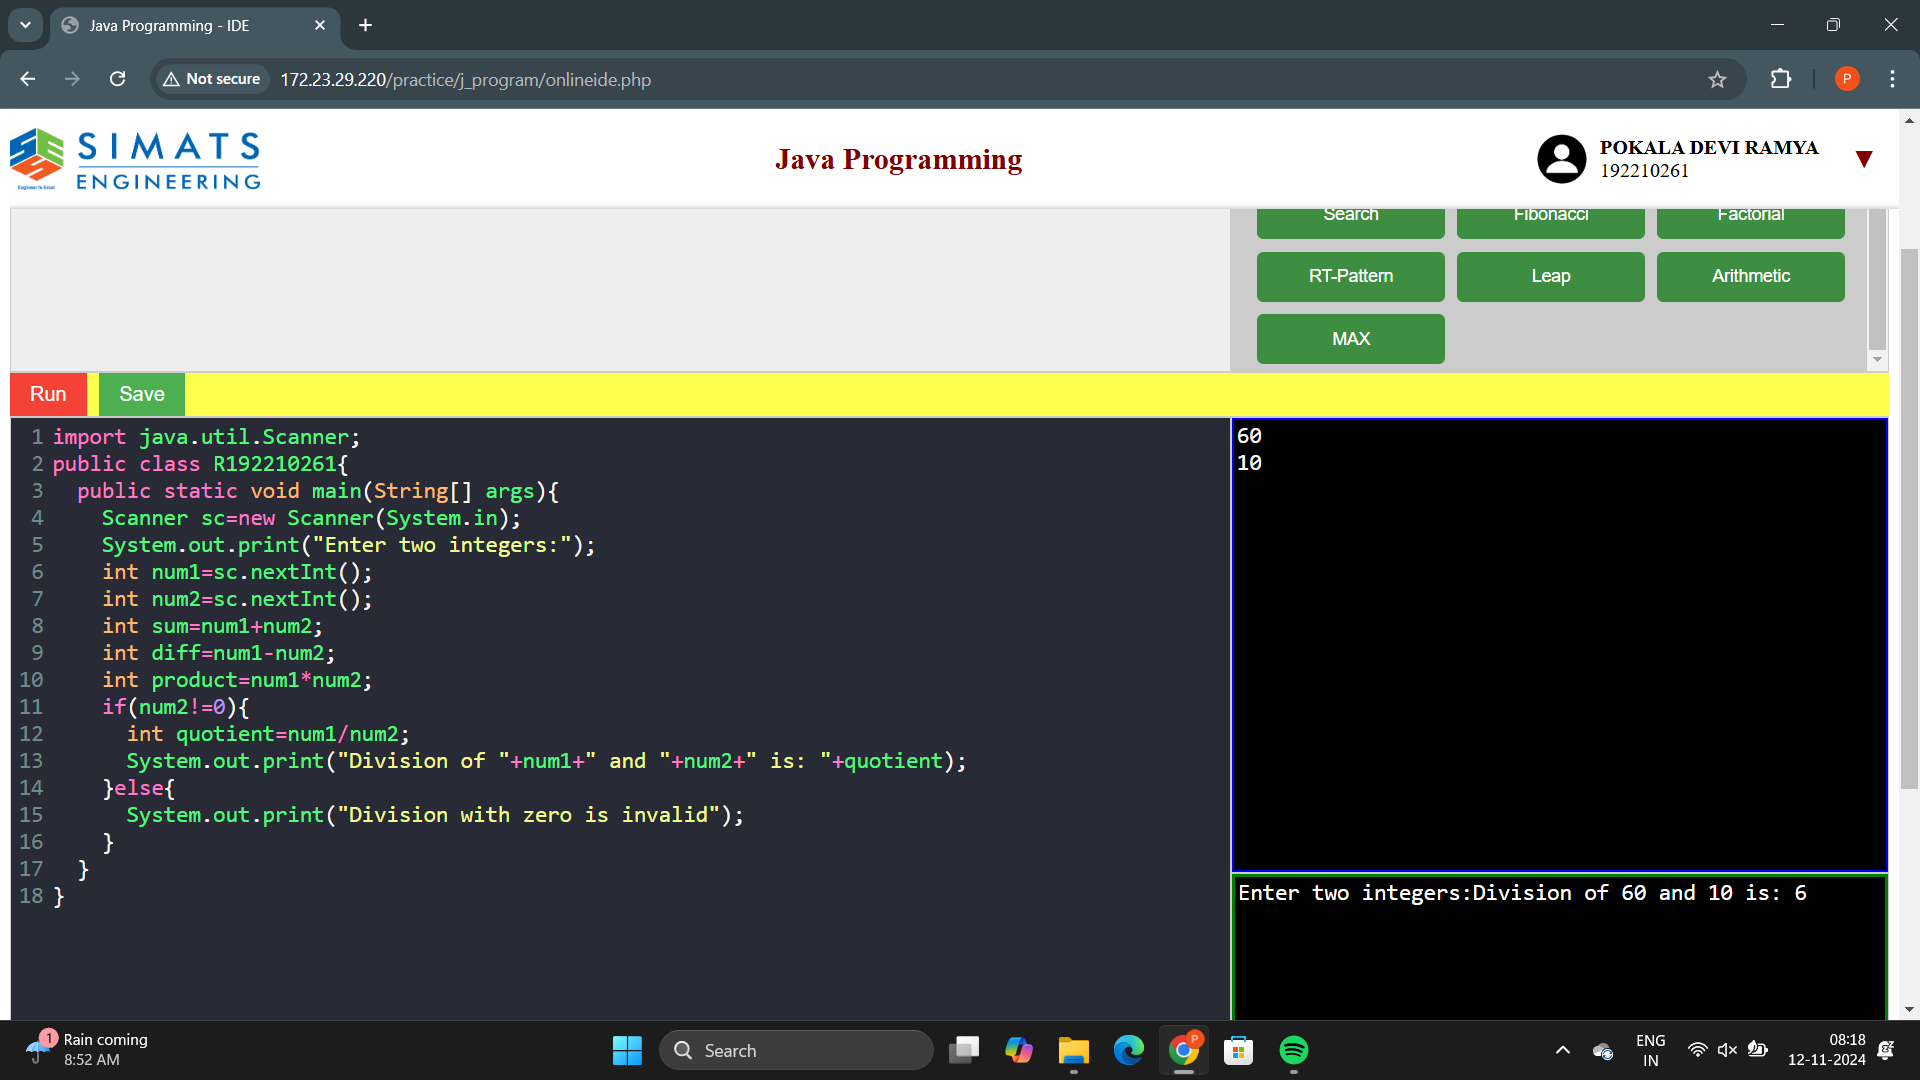 Java Programming - IDE
Not secure
172.23.29.220/practice/j_program/onlineide.php
P
SIMATS
ENGINEERING
Engineer to Excel
Java Programming
POKALA DEVI RAMYA
192210261
Search
Fibonacci
Factorial
RT-Pattern
Leap
Arithmetic
MAX
Run
Save
1 import java.util.Scanner;
2 public class R192210261{
3   public static void main(String[] args){
4     Scanner sc=new Scanner(System.in);
5     System.out.print("Enter two integers:");
6     int num1=sc.nextInt();
7     int num2=sc.nextInt();
8     int sum=num1+num2;
9     int diff=num1-num2;
10     int product=num1*num2;
11     if(num2!=0){
12       int quotient=num1/num2;
13       System.out.print("Division of "+num1+" and "+num2+" is: "+quotient);
14     }else{
15       System.out.print("Division with zero is invalid");
16     }
17   }
18 }
60
10
Enter two integers:Division of 60 and 10 is: 6
1
Rain coming
8:52 AM
Search
P
ENG
IN
08:18
12-11-2024